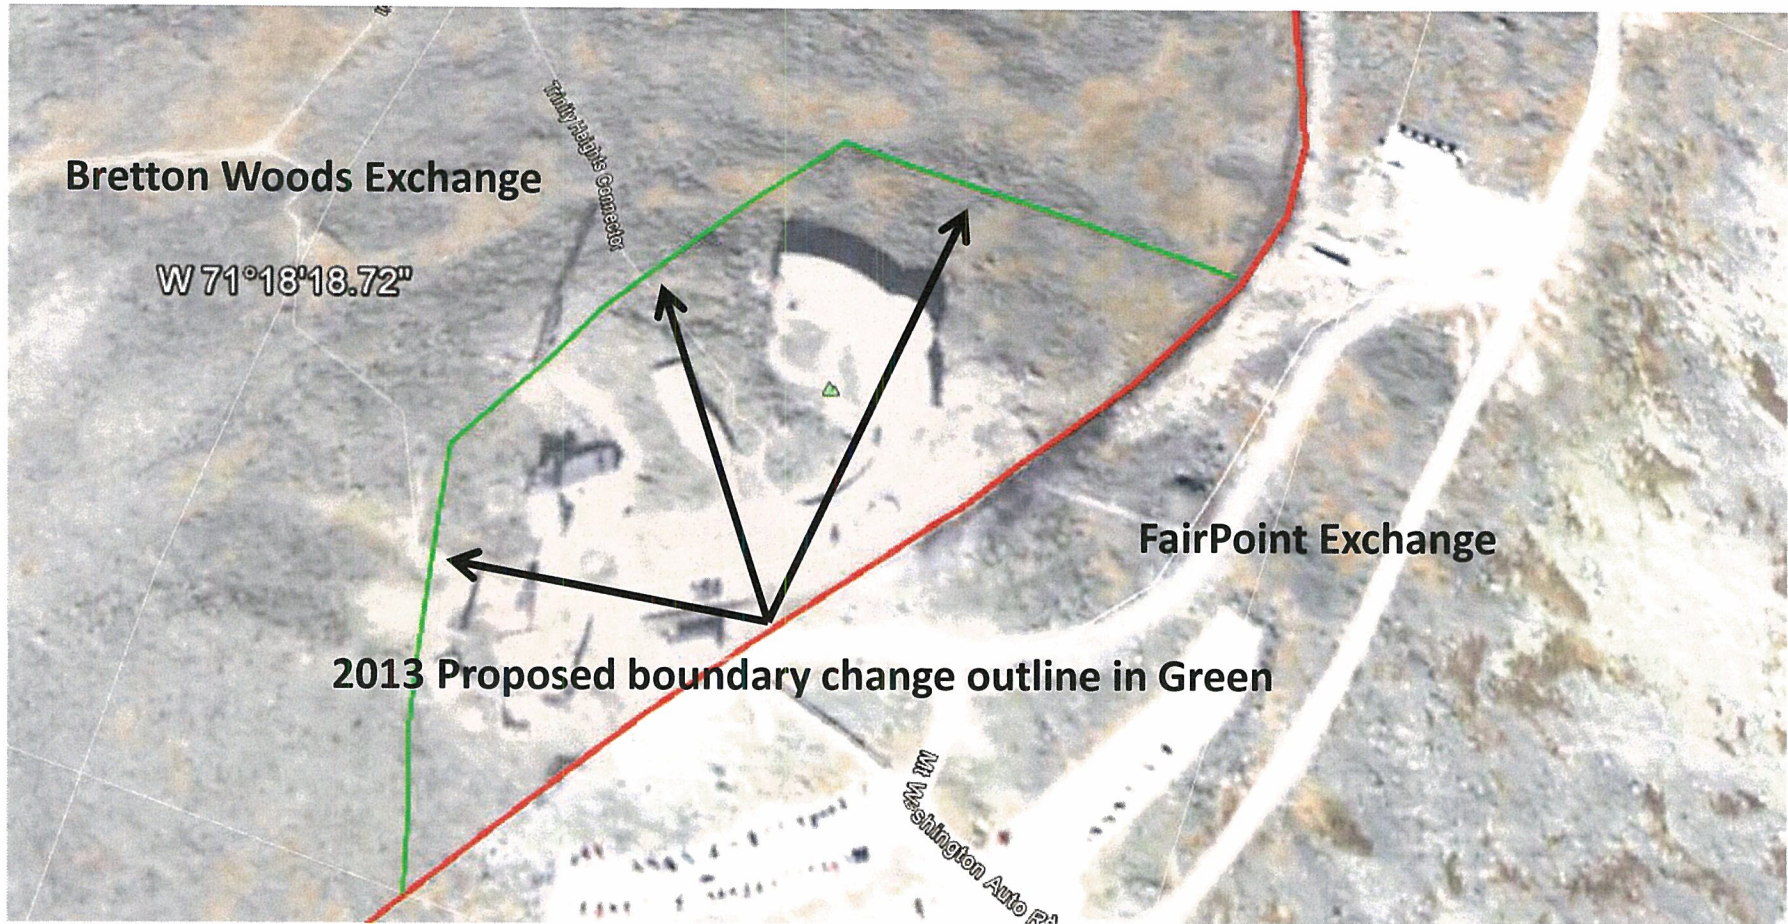 Trinity Heights Connector
Bretton Woods Exchange
W 71°18'18.72"
FairPoint Exchange
2013 Proposed boundary change outline in Green
Mt Washington Auto